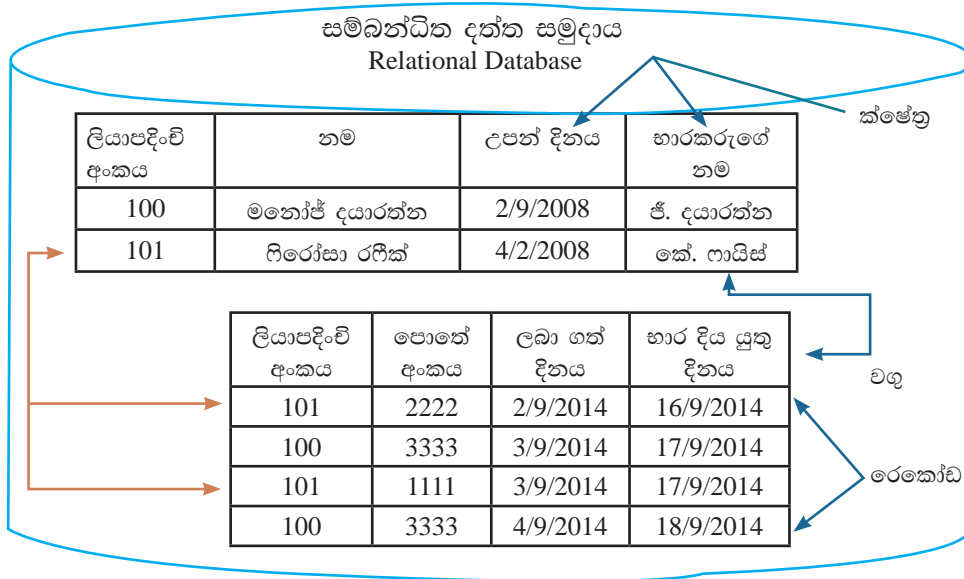 සම්බන්ධිත දත්ත සමුදාය
Relational Database
ක්ෂේත්‍ර
ලියාපදිංචි අංකය නම උපන් දිනය භාරකරුගේ නම
100 මනෝජ් දයාරත්න 2/9/2008 ජී. දයාරත්න
101 ෆිරෝසා රෆීක් 4/2/2008 කේ. ෆායිස්
ලියාපදිංචි අංකය පොතේ අංකය ලබා ගත් දිනය භාර දිය යුතු දිනය
වගු
101 2222 2/9/2014 16/9/2014
100 3333 3/9/2014 17/9/2014
101 1111 3/9/2014 17/9/2014
රෙකෝඩ
100 3333 4/9/2014 18/9/2014